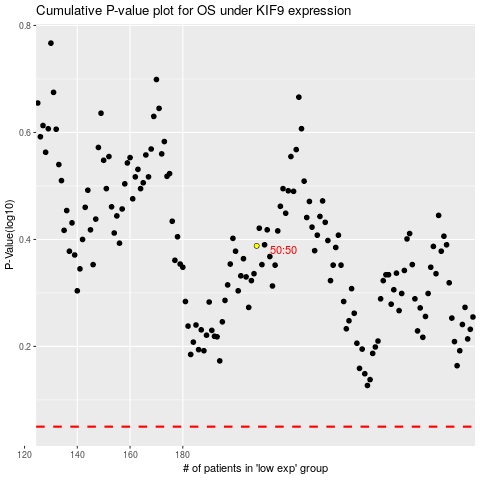 Cumulative P-value plot for OS under KIF9 expression
P-Value(log10)
0.8
0.6
0.4
0.2
50:50
120 140 160 180
# of patients in 'low exp' group